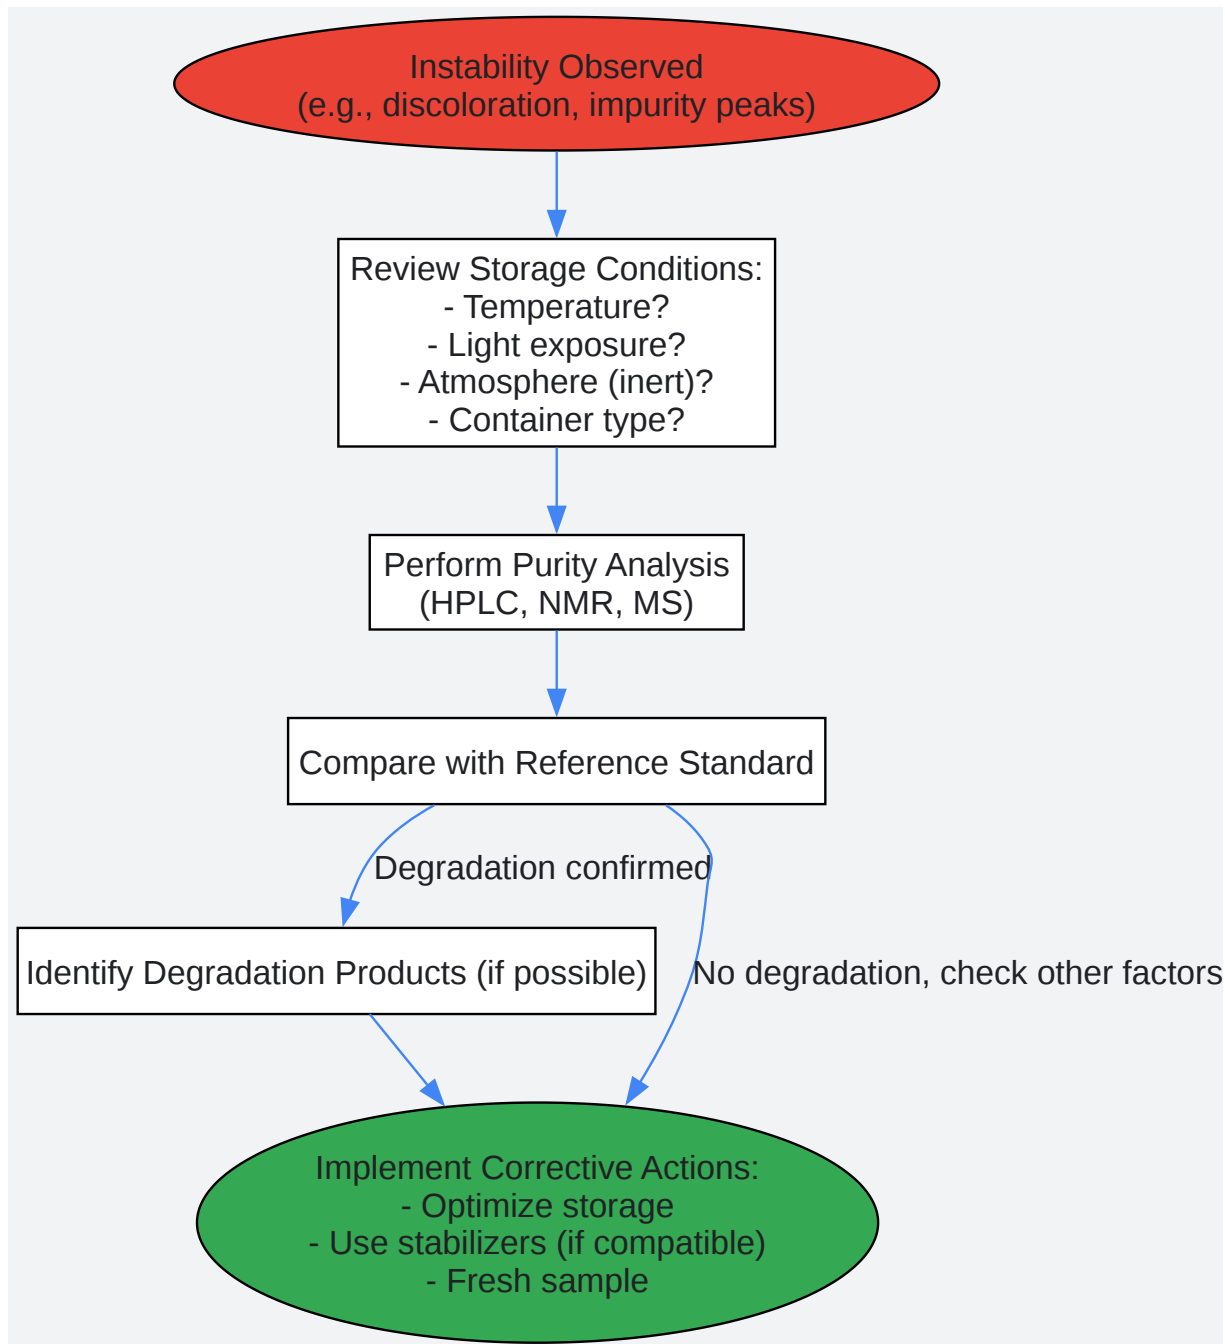 Instability Observed
(e.g., discoloration, impurity peaks)
Review Storage Conditions:
- Temperature?
- Light exposure?
- Atmosphere (inert)?
- Container type?
Perform Purity Analysis
(HPLC, NMR, MS)
Compare with Reference Standard
Degradation confirmed
Identify Degradation Products (if possible)
No degradation, check other factors
Implement Corrective Actions:
- Optimize storage
- Use stabilizers (if compatible)
- Fresh sample